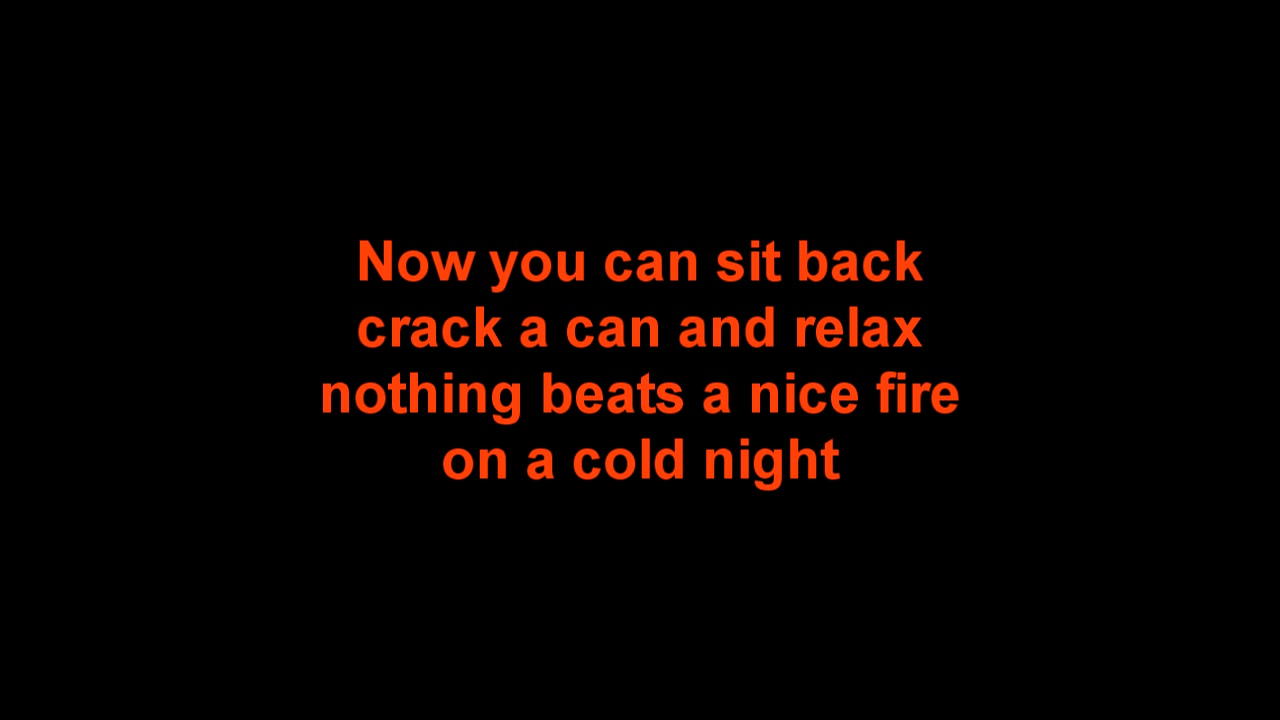 Now you can sit back
crack a can and relax
nothing beats a nice fire
on a cold night